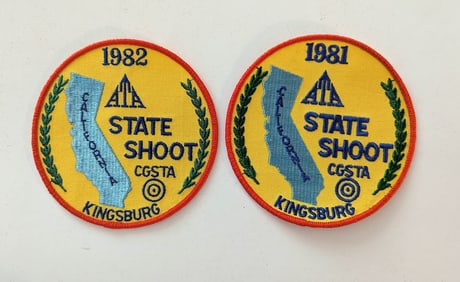 1982
ATA
CALIFORNIA
STATE
SHOOT
CGSTA
KINGSBURG
1981
ATA
CALIFORNIA
STATE
SHOOT
CGSTA
KINGSBURG